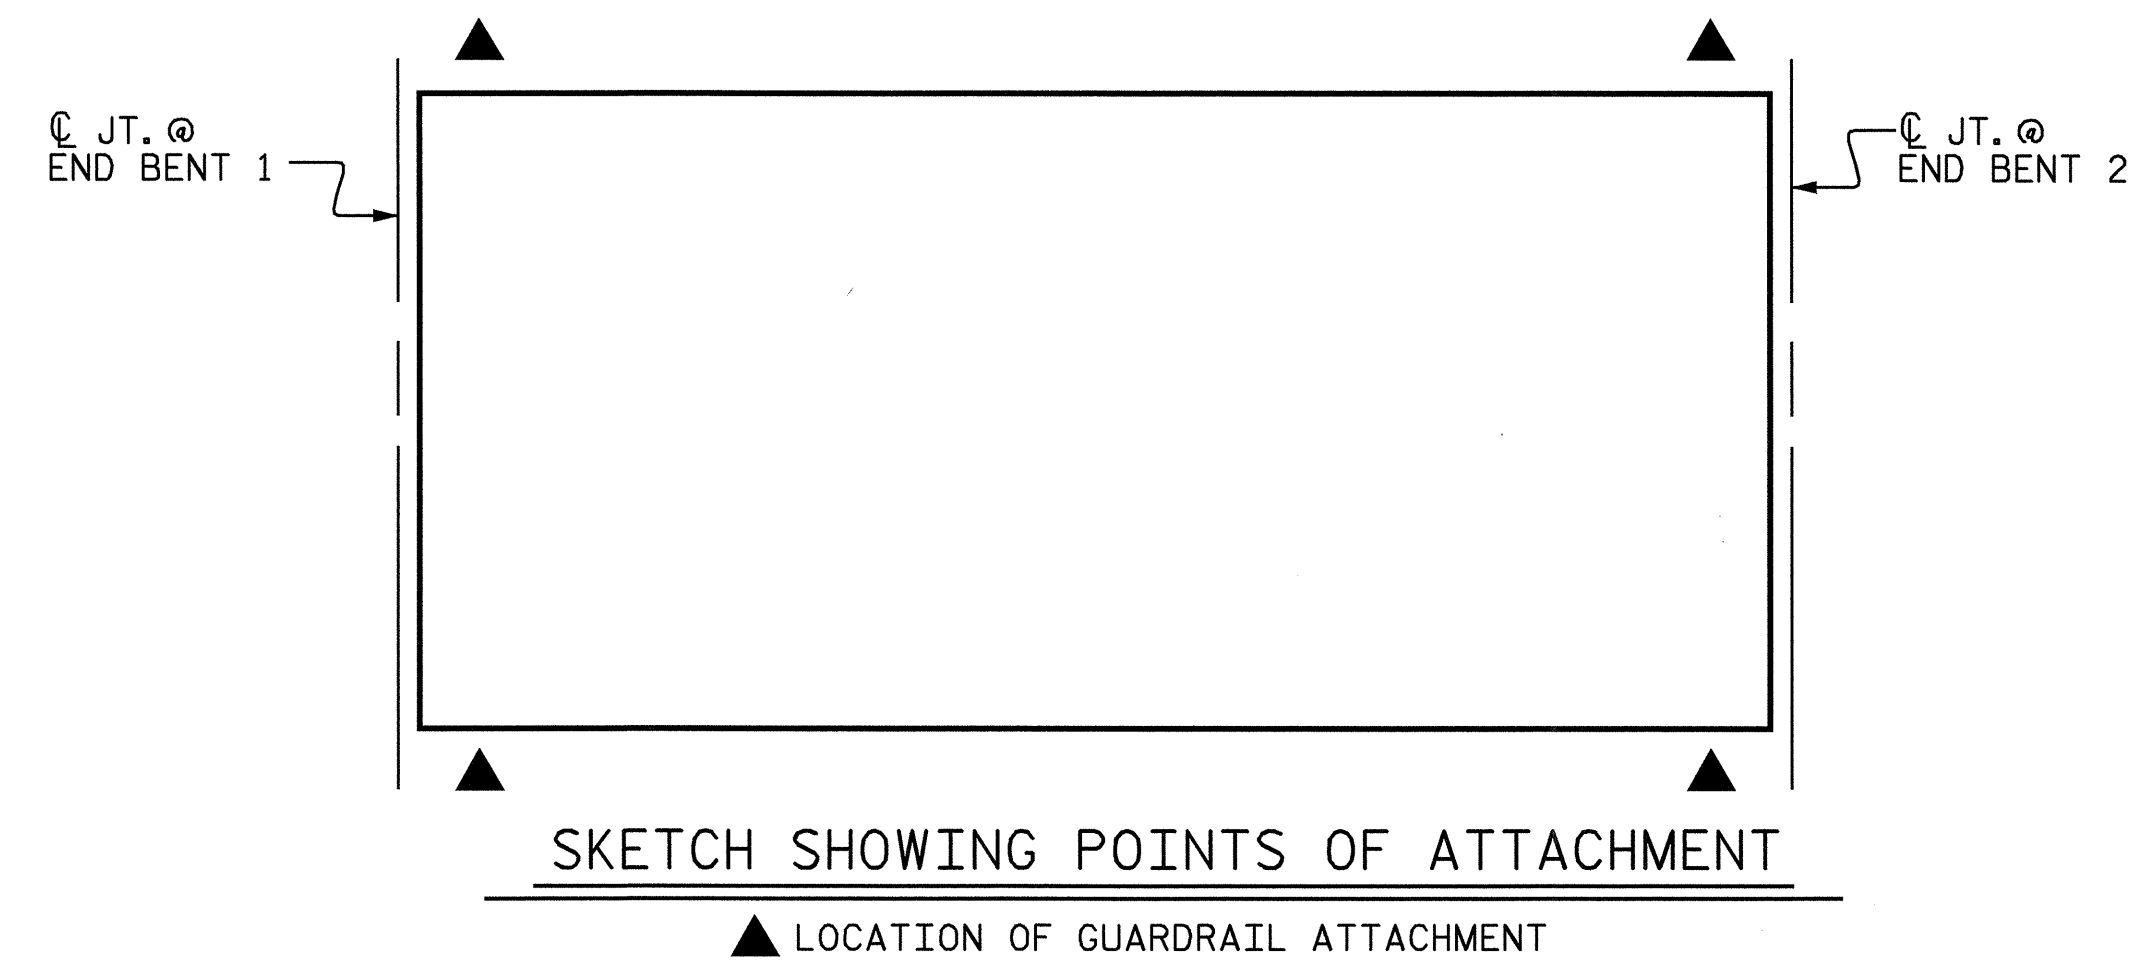 ℄ JT. @
END BENT 1
℄ JT. @
END BENT 2
SKETCH SHOWING POINTS OF ATTACHMENT
▲ LOCATION OF GUARDRAIL ATTACHMENT